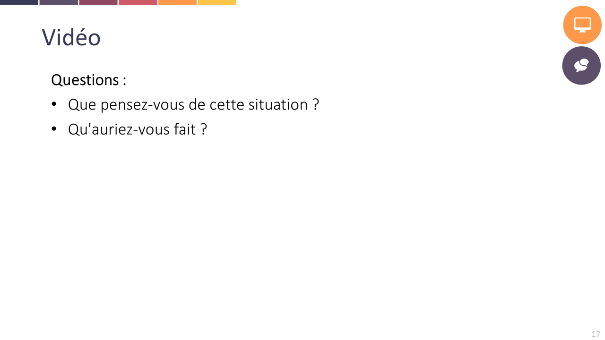 Vidéo
Questions :
• Que pensez-vous de cette situation ?
• Qu'auriez-vous fait ?
17